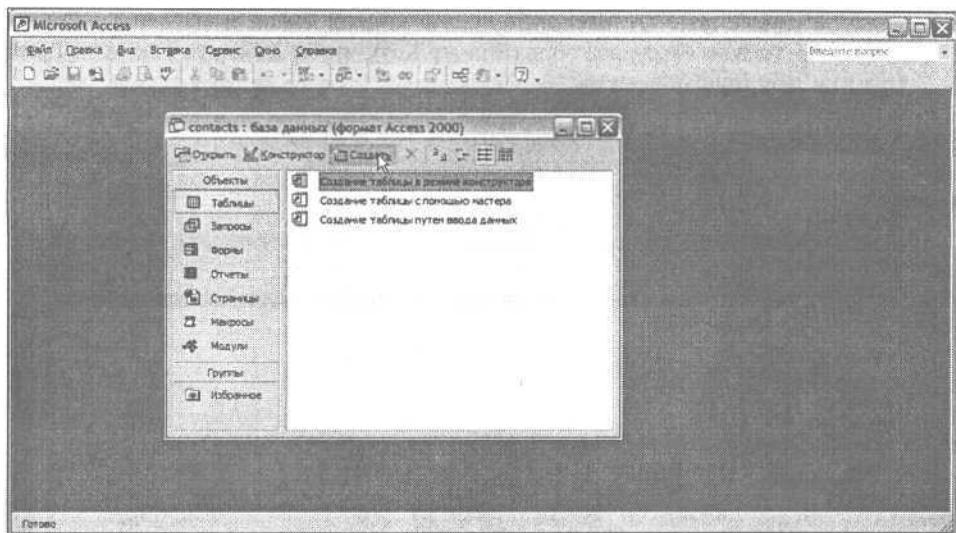 Microsoft Access
Файл Правка Вид Вставка Сервис Окно Справка Введите вопрос
contacts : база данных (формат Access 2000)
Открыть Конструктор Создать
Объекты
Таблицы
Запросы
Формы
Отчеты
Страницы
Макросы
Модули
Группы
Избранное
Создание таблицы в режиме конструктора
Создание таблицы с помощью мастера
Создание таблицы путем ввода данных
Готово